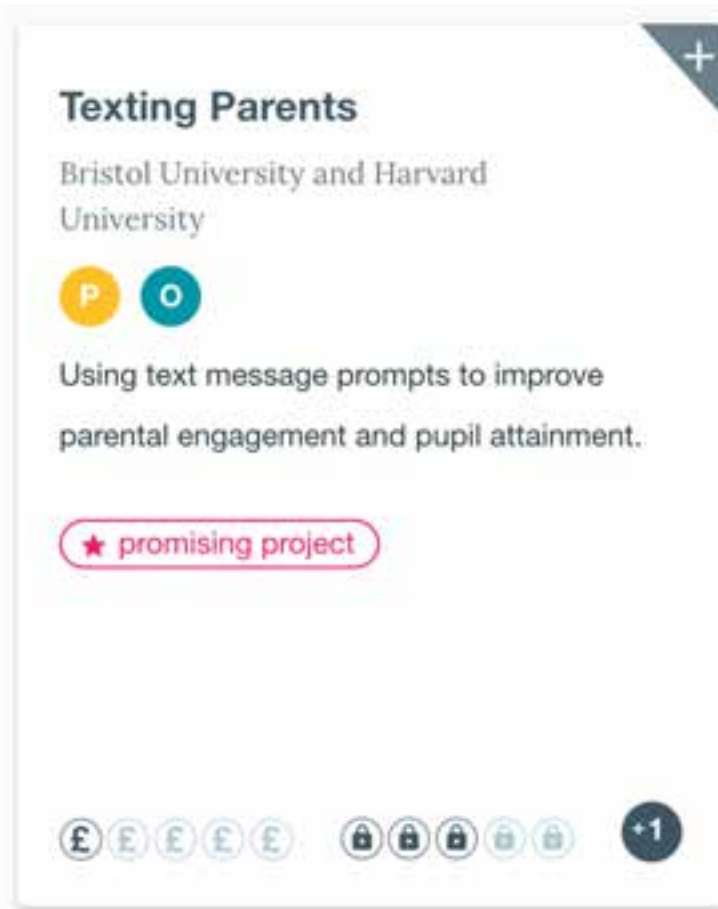 +
Texting Parents
Bristol University and Harvard
University
P O
Using text message prompts to improve
parental engagement and pupil attainment.
★ promising project
£ £ £ £ £ +1